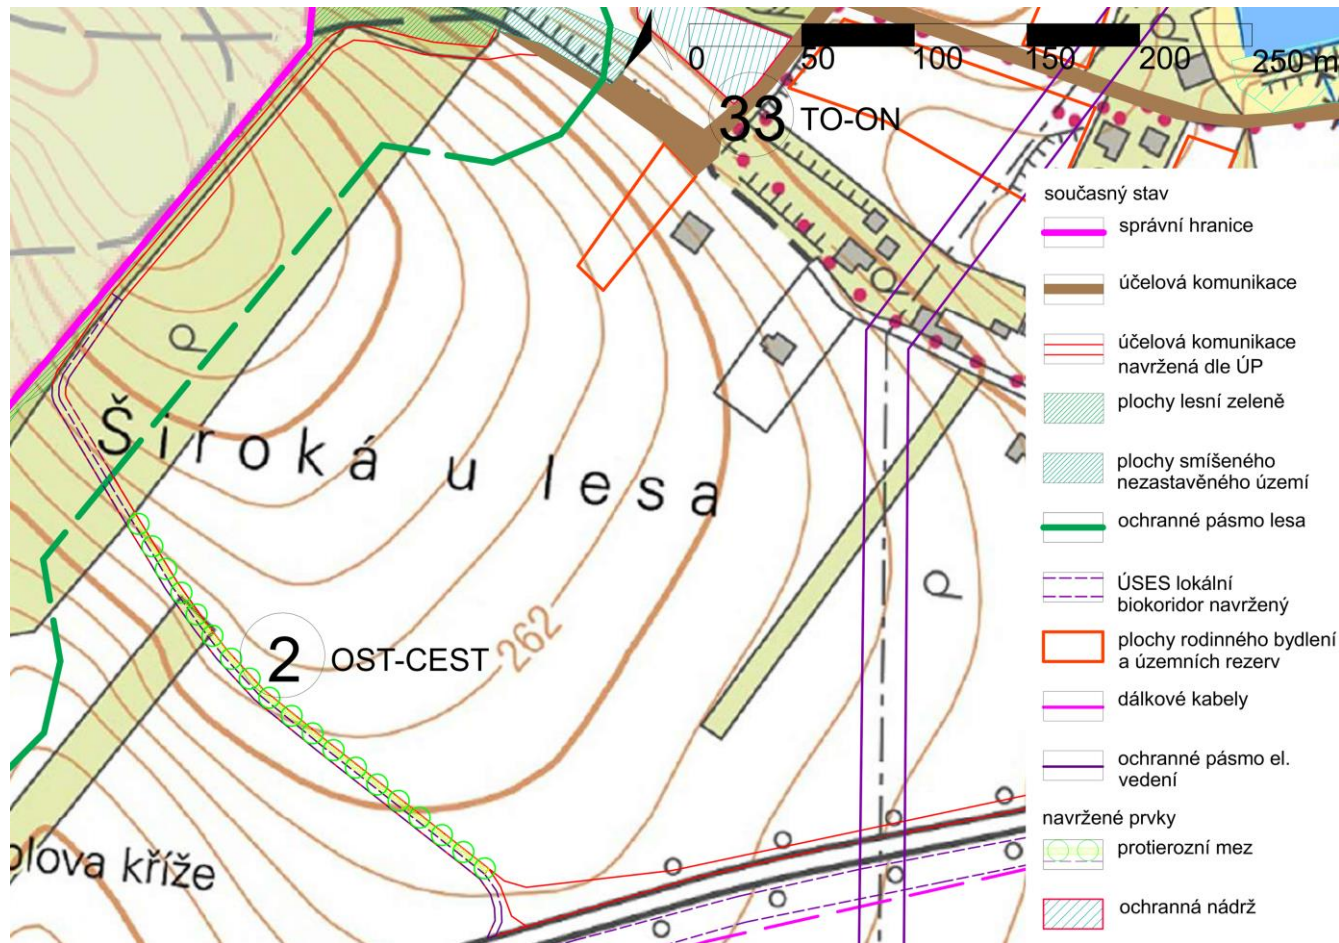 0 50 100 150 200 250 m
33 TO-ON
Široká u lesa
2 OST-CEST
262
kříže
současný stav
správní hranice
účelová komunikace
účelová komunikace
navržená dle ÚP
plochy lesní zeleně
plochy smíšeného
nezastavěného území
ochranné pásmo lesa
ÚSES lokální
biokoridor navržený
plochy rodinného bydlení
a územních rezerv
dálkové kabely
ochranné pásmo el.
vedení
navržené prvky
protierozní mez
ochranná nádrž